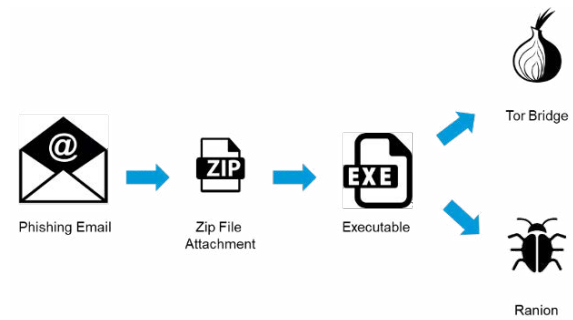 @
Phishing Email
ZIP
Zip File
Attachment
EXE
Executable
Tor Bridge
Ranion